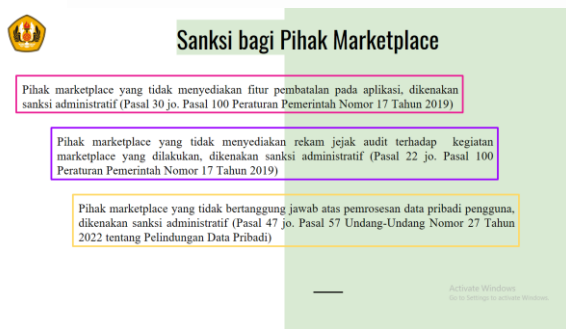 Sanksi bagi Pihak Marketplace
Pihak marketplace yang tidak menyediakan fitur pembatalan pada aplikasi, dikenakan
sanksi administratif (Pasal 30 jo. Pasal 100 Peraturan Pemerintah Nomor 17 Tahun 2019)
Pihak marketplace yang tidak menyediakan rekam jejak audit terhadap kegiatan
marketplace yang dilakukan, dikenakan sanksi administratif (Pasal 22 jo. Pasal 100
Peraturan Pemerintah Nomor 17 Tahun 2019)
Pihak marketplace yang tidak bertanggung jawab atas pemrosesan data pribadi pengguna,
dikenakan sanksi administratif (Pasal 47 jo. Pasal 57 Undang-Undang Nomor 27 Tahun
2022 tentang Pelindungan Data Pribadi)
Activate Windows
Go to Settings to activate Windows.